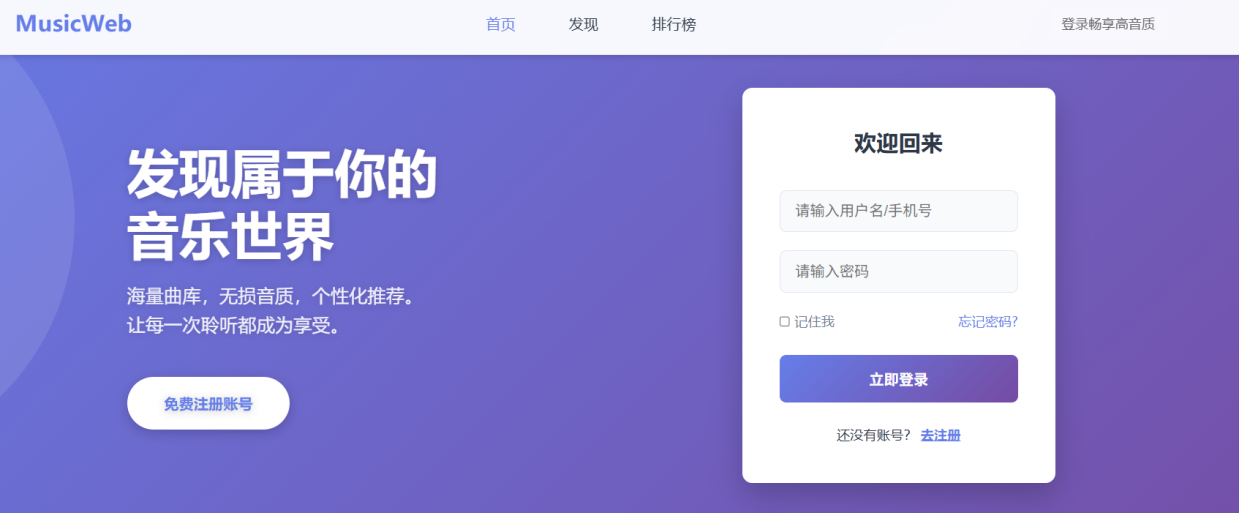 MusicWeb
首页
发现
排行榜
登录畅享高音质
发现属于你的
音乐世界
海量曲库，无损音质，个性化推荐。
让每一次聆听都成为享受。
免费注册账号
欢迎回来
请输入用户名/手机号
请输入密码
记住我
忘记密码?
立即登录
还没有账号？ 去注册